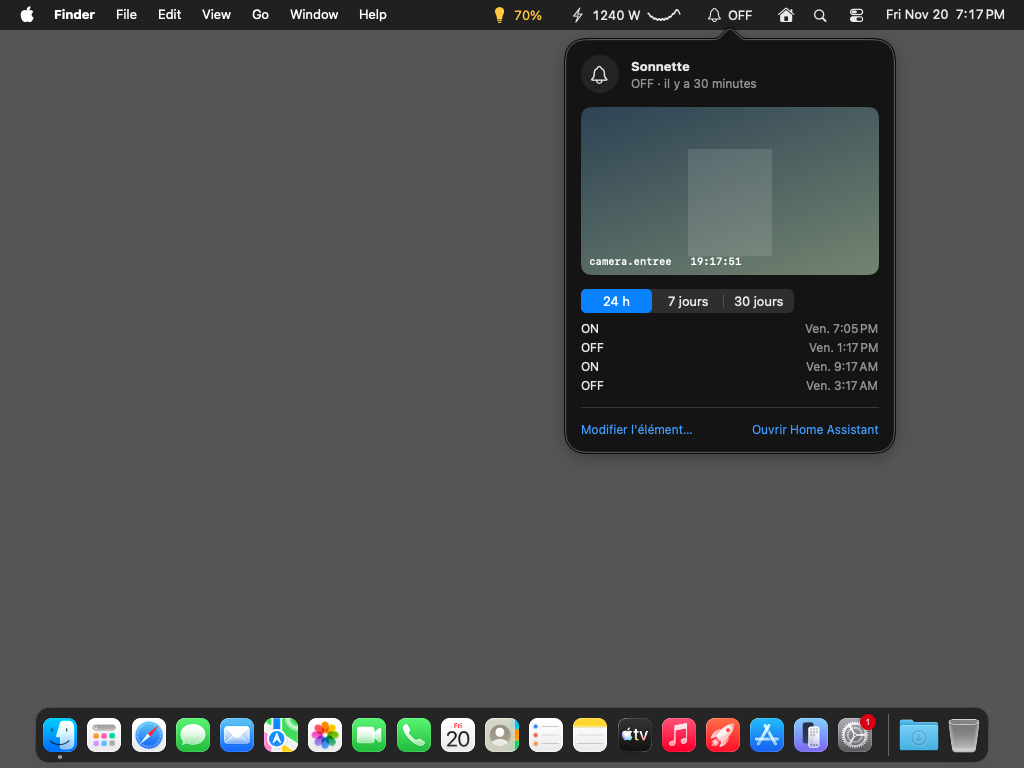 Finder File Edit View Go Window Help 70% 1240 W OFF Fri Nov 20 7:17 PM
Sonnette
OFF · il y a 30 minutes
camera.entree 19:17:51
24 h 7 jours 30 jours
ON Ven. 7:05 PM
OFF Ven. 1:17 PM
ON Ven. 9:17 AM
OFF Ven. 3:17 AM
Modifier l'élément… Ouvrir Home Assistant
Fri
20
tv
1